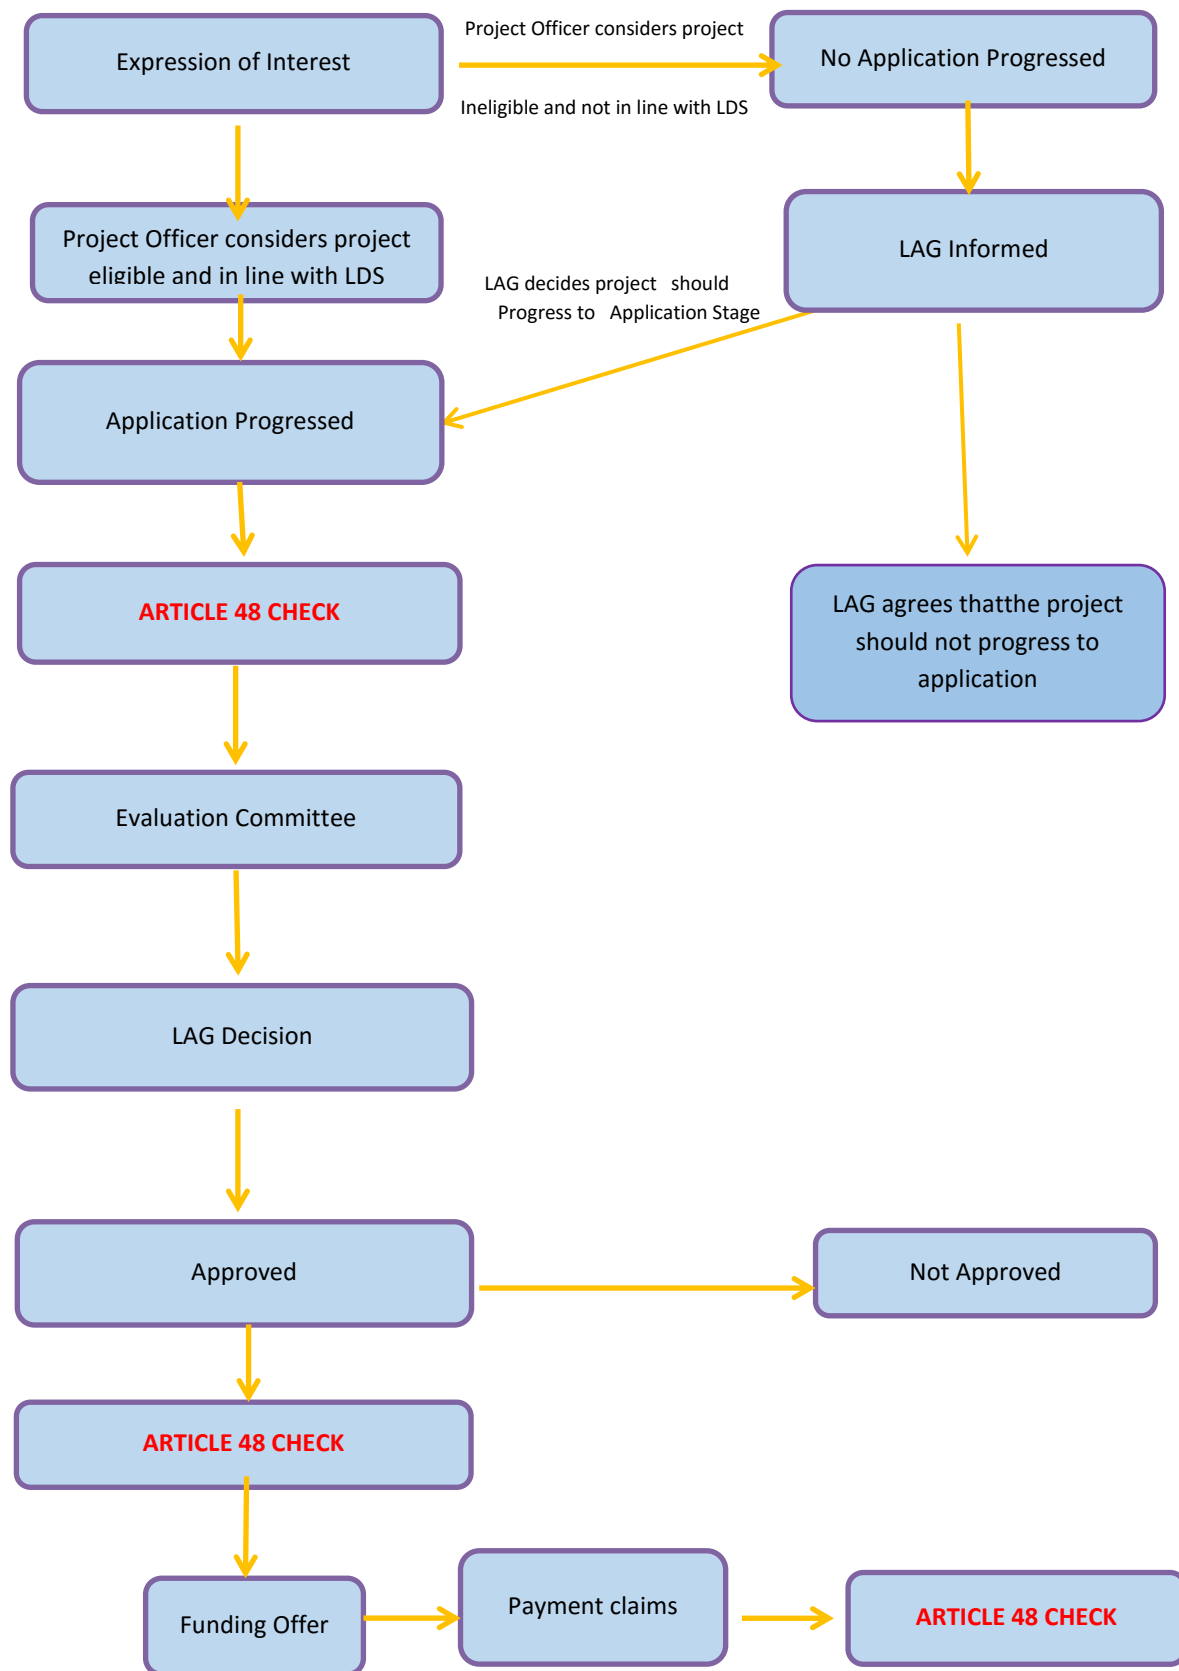 Expression of Interest
Project Officer considers project
Ineligible and not in line with LDS
No Application Progressed
Project Officer considers project
eligible and in line with LDS
LAG Informed
LAG decides project should
Progress to Application Stage
Application Progressed
ARTICLE 48 CHECK
LAG agrees thatthe project
should not progress to
application
Evaluation Committee
LAG Decision
Approved
Not Approved
ARTICLE 48 CHECK
Funding Offer
Payment claims
ARTICLE 48 CHECK